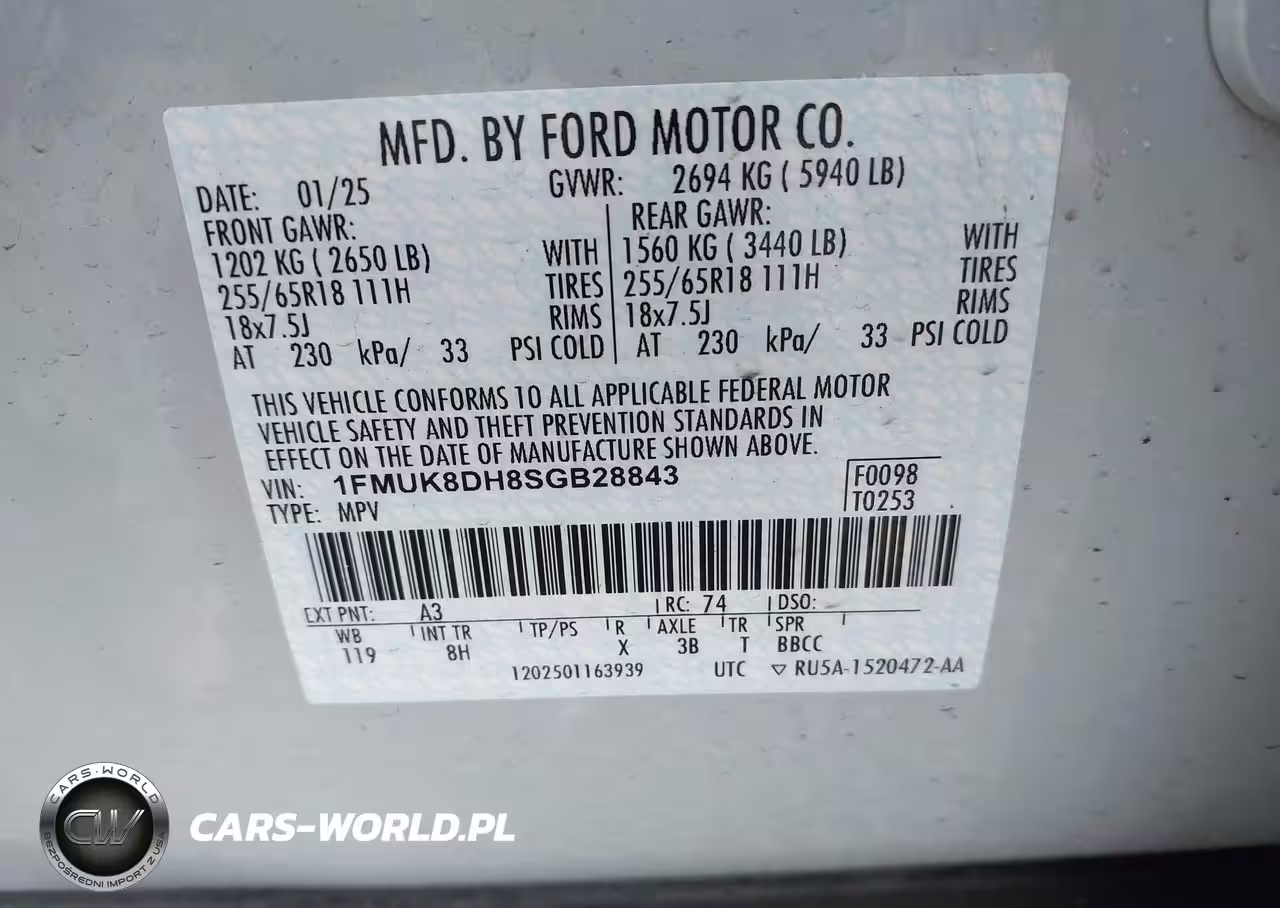 MFD. BY FORD MOTOR CO.
DATE: 01/25 GVWR: 2694 KG ( 5940 LB)
FRONT GAWR: REAR GAWR:
1202 KG ( 2650 LB) WITH 1560 KG ( 3440 LB) WITH
255/65R18 111H TIRES 255/65R18 111H TIRES
18x7.5J RIMS 18x7.5J RIMS
AT 230 kPa/ 33 PSI COLD AT 230 kPa/ 33 PSI COLD
THIS VEHICLE CONFORMS TO ALL APPLICABLE FEDERAL MOTOR
VEHICLE SAFETY AND THEFT PREVENTION STANDARDS IN
EFFECT ON THE DATE OF MANUFACTURE SHOWN ABOVE.
VIN: 1FMUK8DH8SGB28843 F0098
TYPE: MPV T0253
EXT PNT: A3 RC: 74 DSO:
WB INT TR TP/PS R AXLE TR SPR
119 8H X 3B T BBCC
1202501163939 UTC ▽ RU5A-1520472-AA
CARS-WORLD
CW
BEZPOŚREDNI IMPORT Z USA
CARS-WORLD.PL